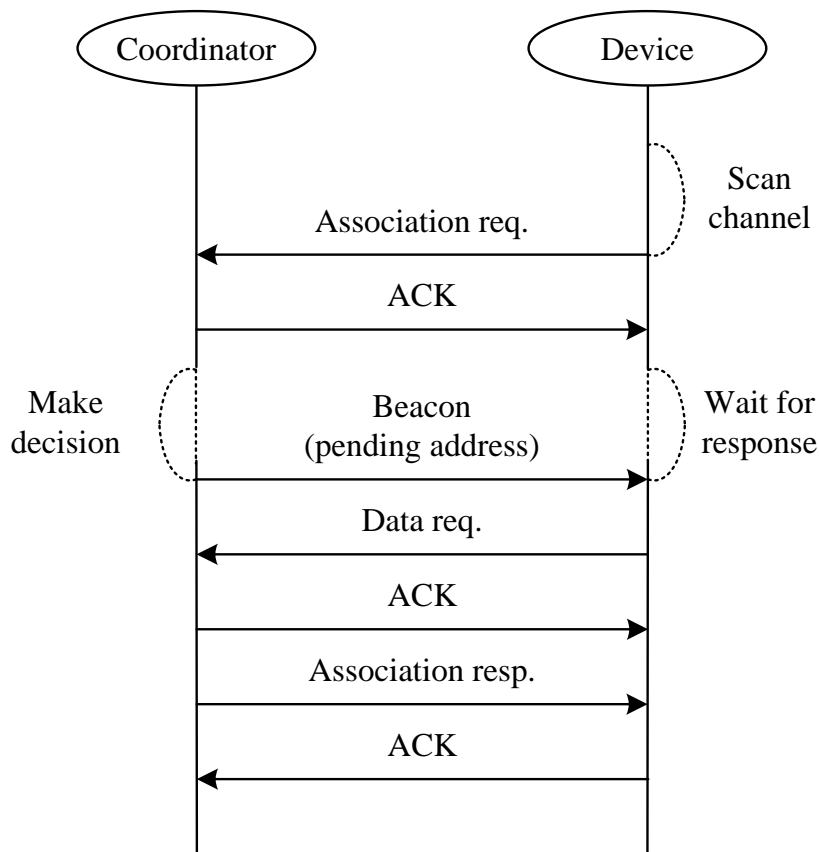 Coordinator
Device
Scan
channel
Association req.
ACK
Make
decision
Beacon
(pending address)
Wait for
response
Data req.
ACK
Association resp.
ACK